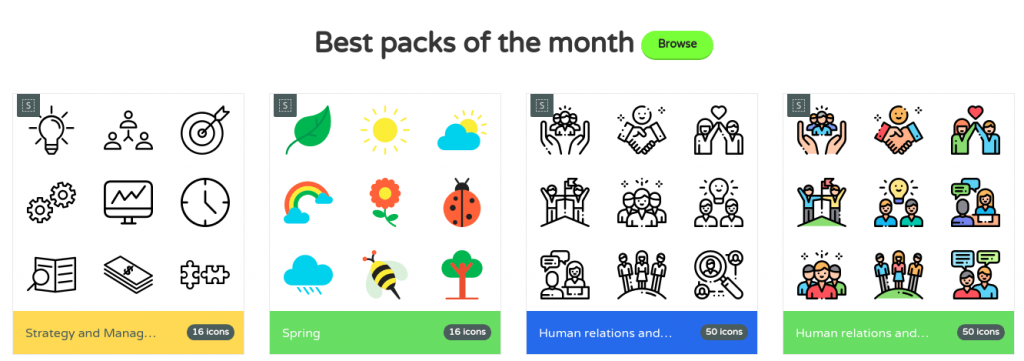 Best packs of the month Browse
S S S S
$
Strategy and Manag... 16 icons
Spring 16 icons
Human relations and... 50 icons
Human relations and... 50 icons